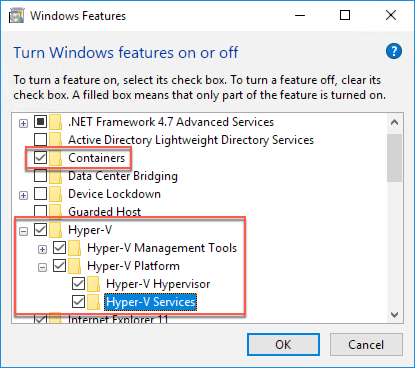 Windows Features
Turn Windows features on or off
To turn a feature on, select its check box. To turn a feature off, clear its
check box. A filled box means that only part of the feature is turned on.
.NET Framework 4.7 Advanced Services
Active Directory Lightweight Directory Services
Containers
Data Center Bridging
Device Lockdown
Guarded Host
Hyper-V
Hyper-V Management Tools
Hyper-V Platform
Hyper-V Hypervisor
Hyper-V Services
Internet Explorer 11
OK Cancel